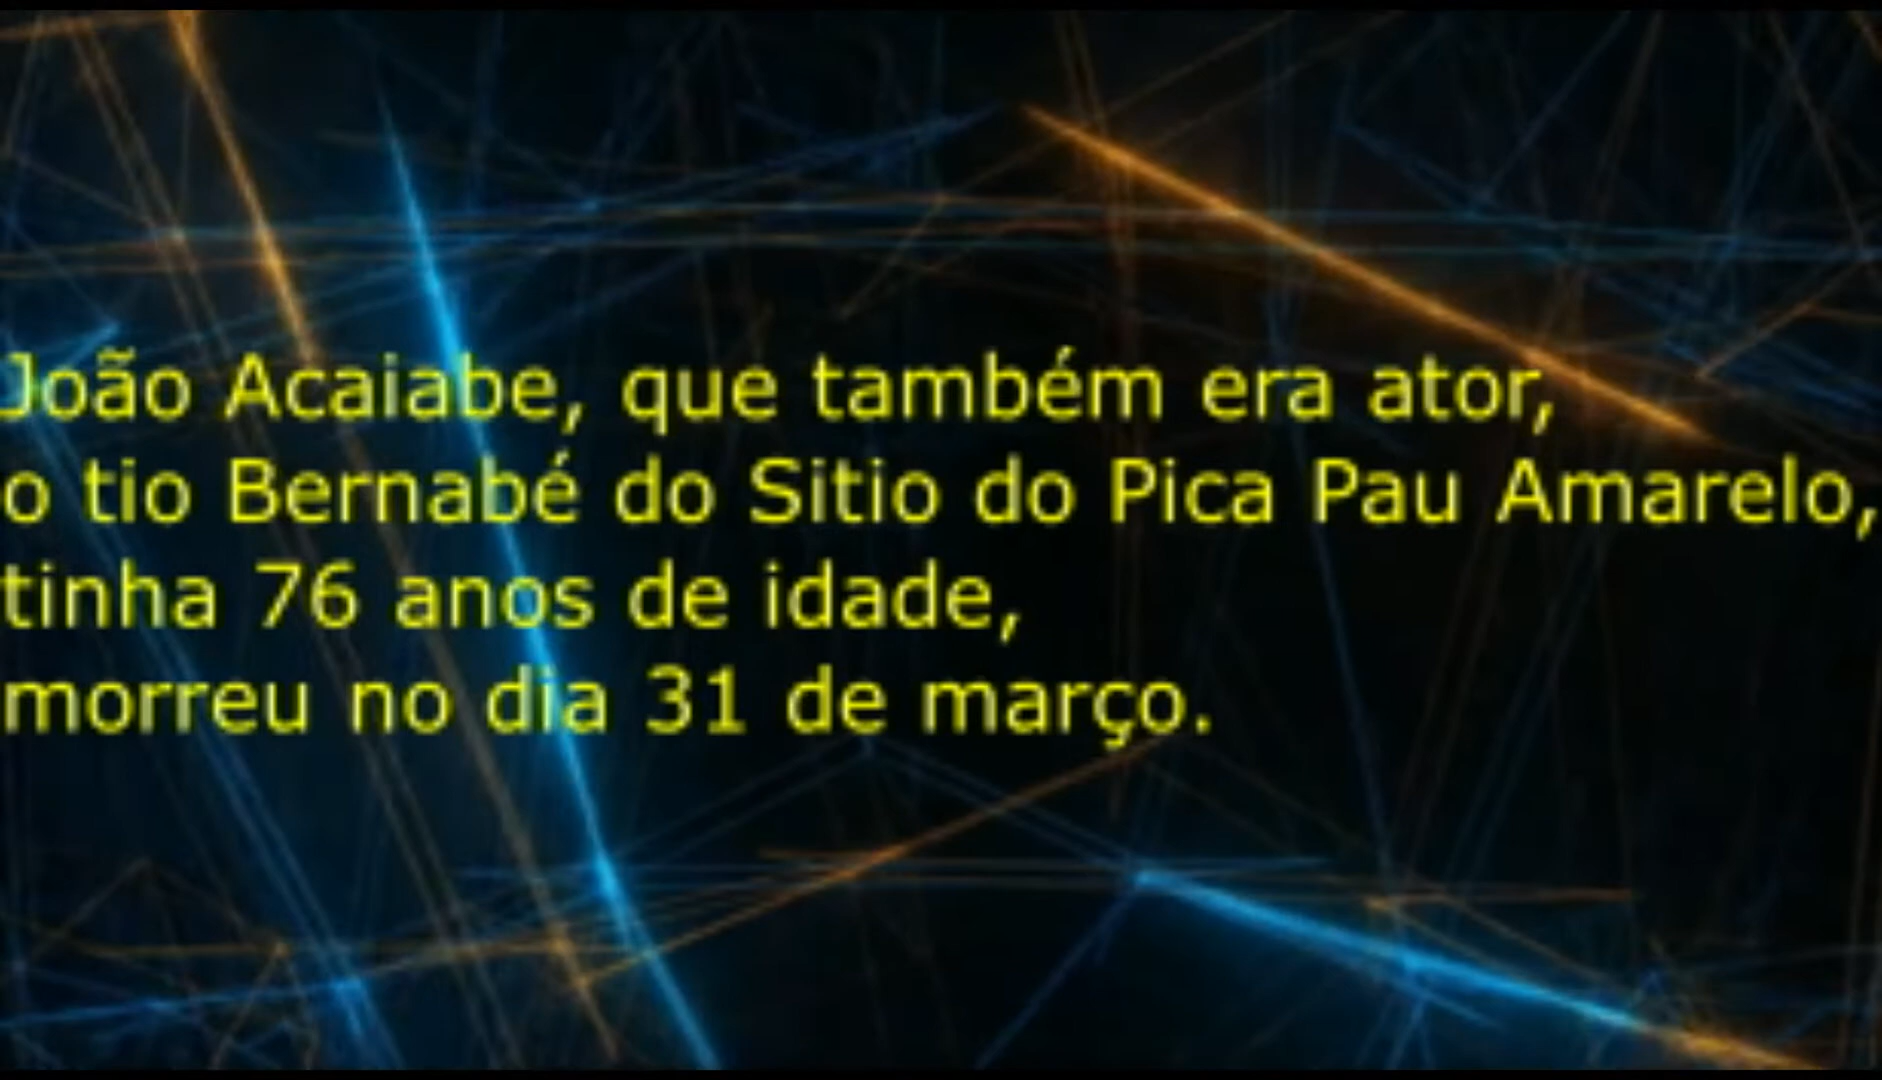 João Acaiabe, que também era ator,
o tio Bernabé do Sitio do Pica Pau Amarelo,
tinha 76 anos de idade,
morreu no dia 31 de março.